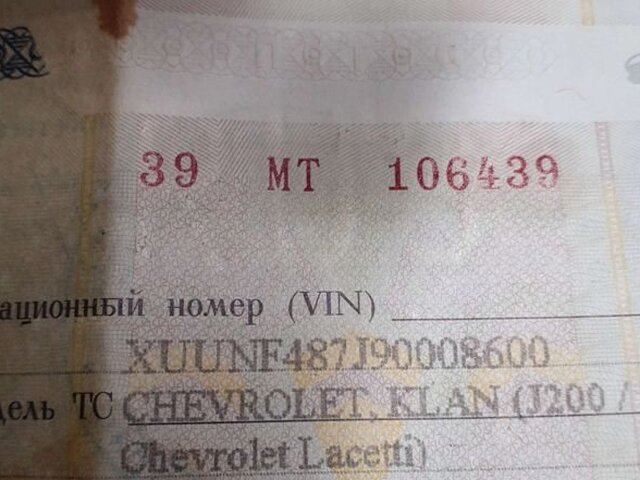 39 МТ 106439
ационный номер (VIN)
XUUNF487J90008600
дель ТС CHEVROLET, KLAN (J200 /
Chevrolet Lacetti)